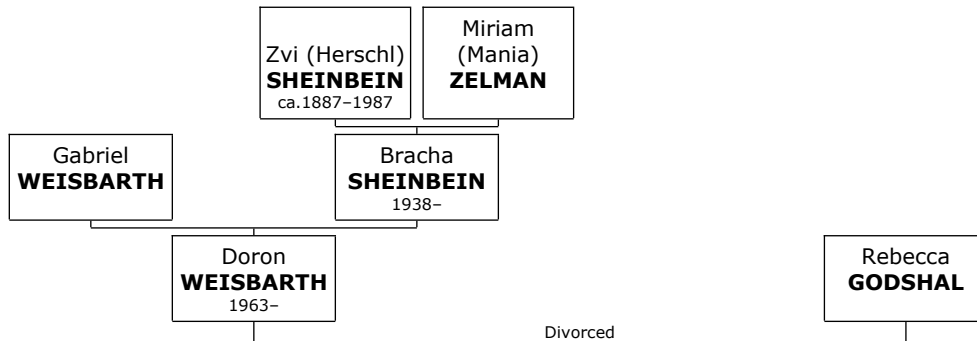 Zvi (Herschl)
SHEINBEIN
ca.1887–1987
Miriam
(Mania)
ZELMAN
Gabriel
WEISBARTH
Bracha
SHEINBEIN
1938–
Doron
WEISBARTH
1963–
Divorced
Rebecca
GODSHAL